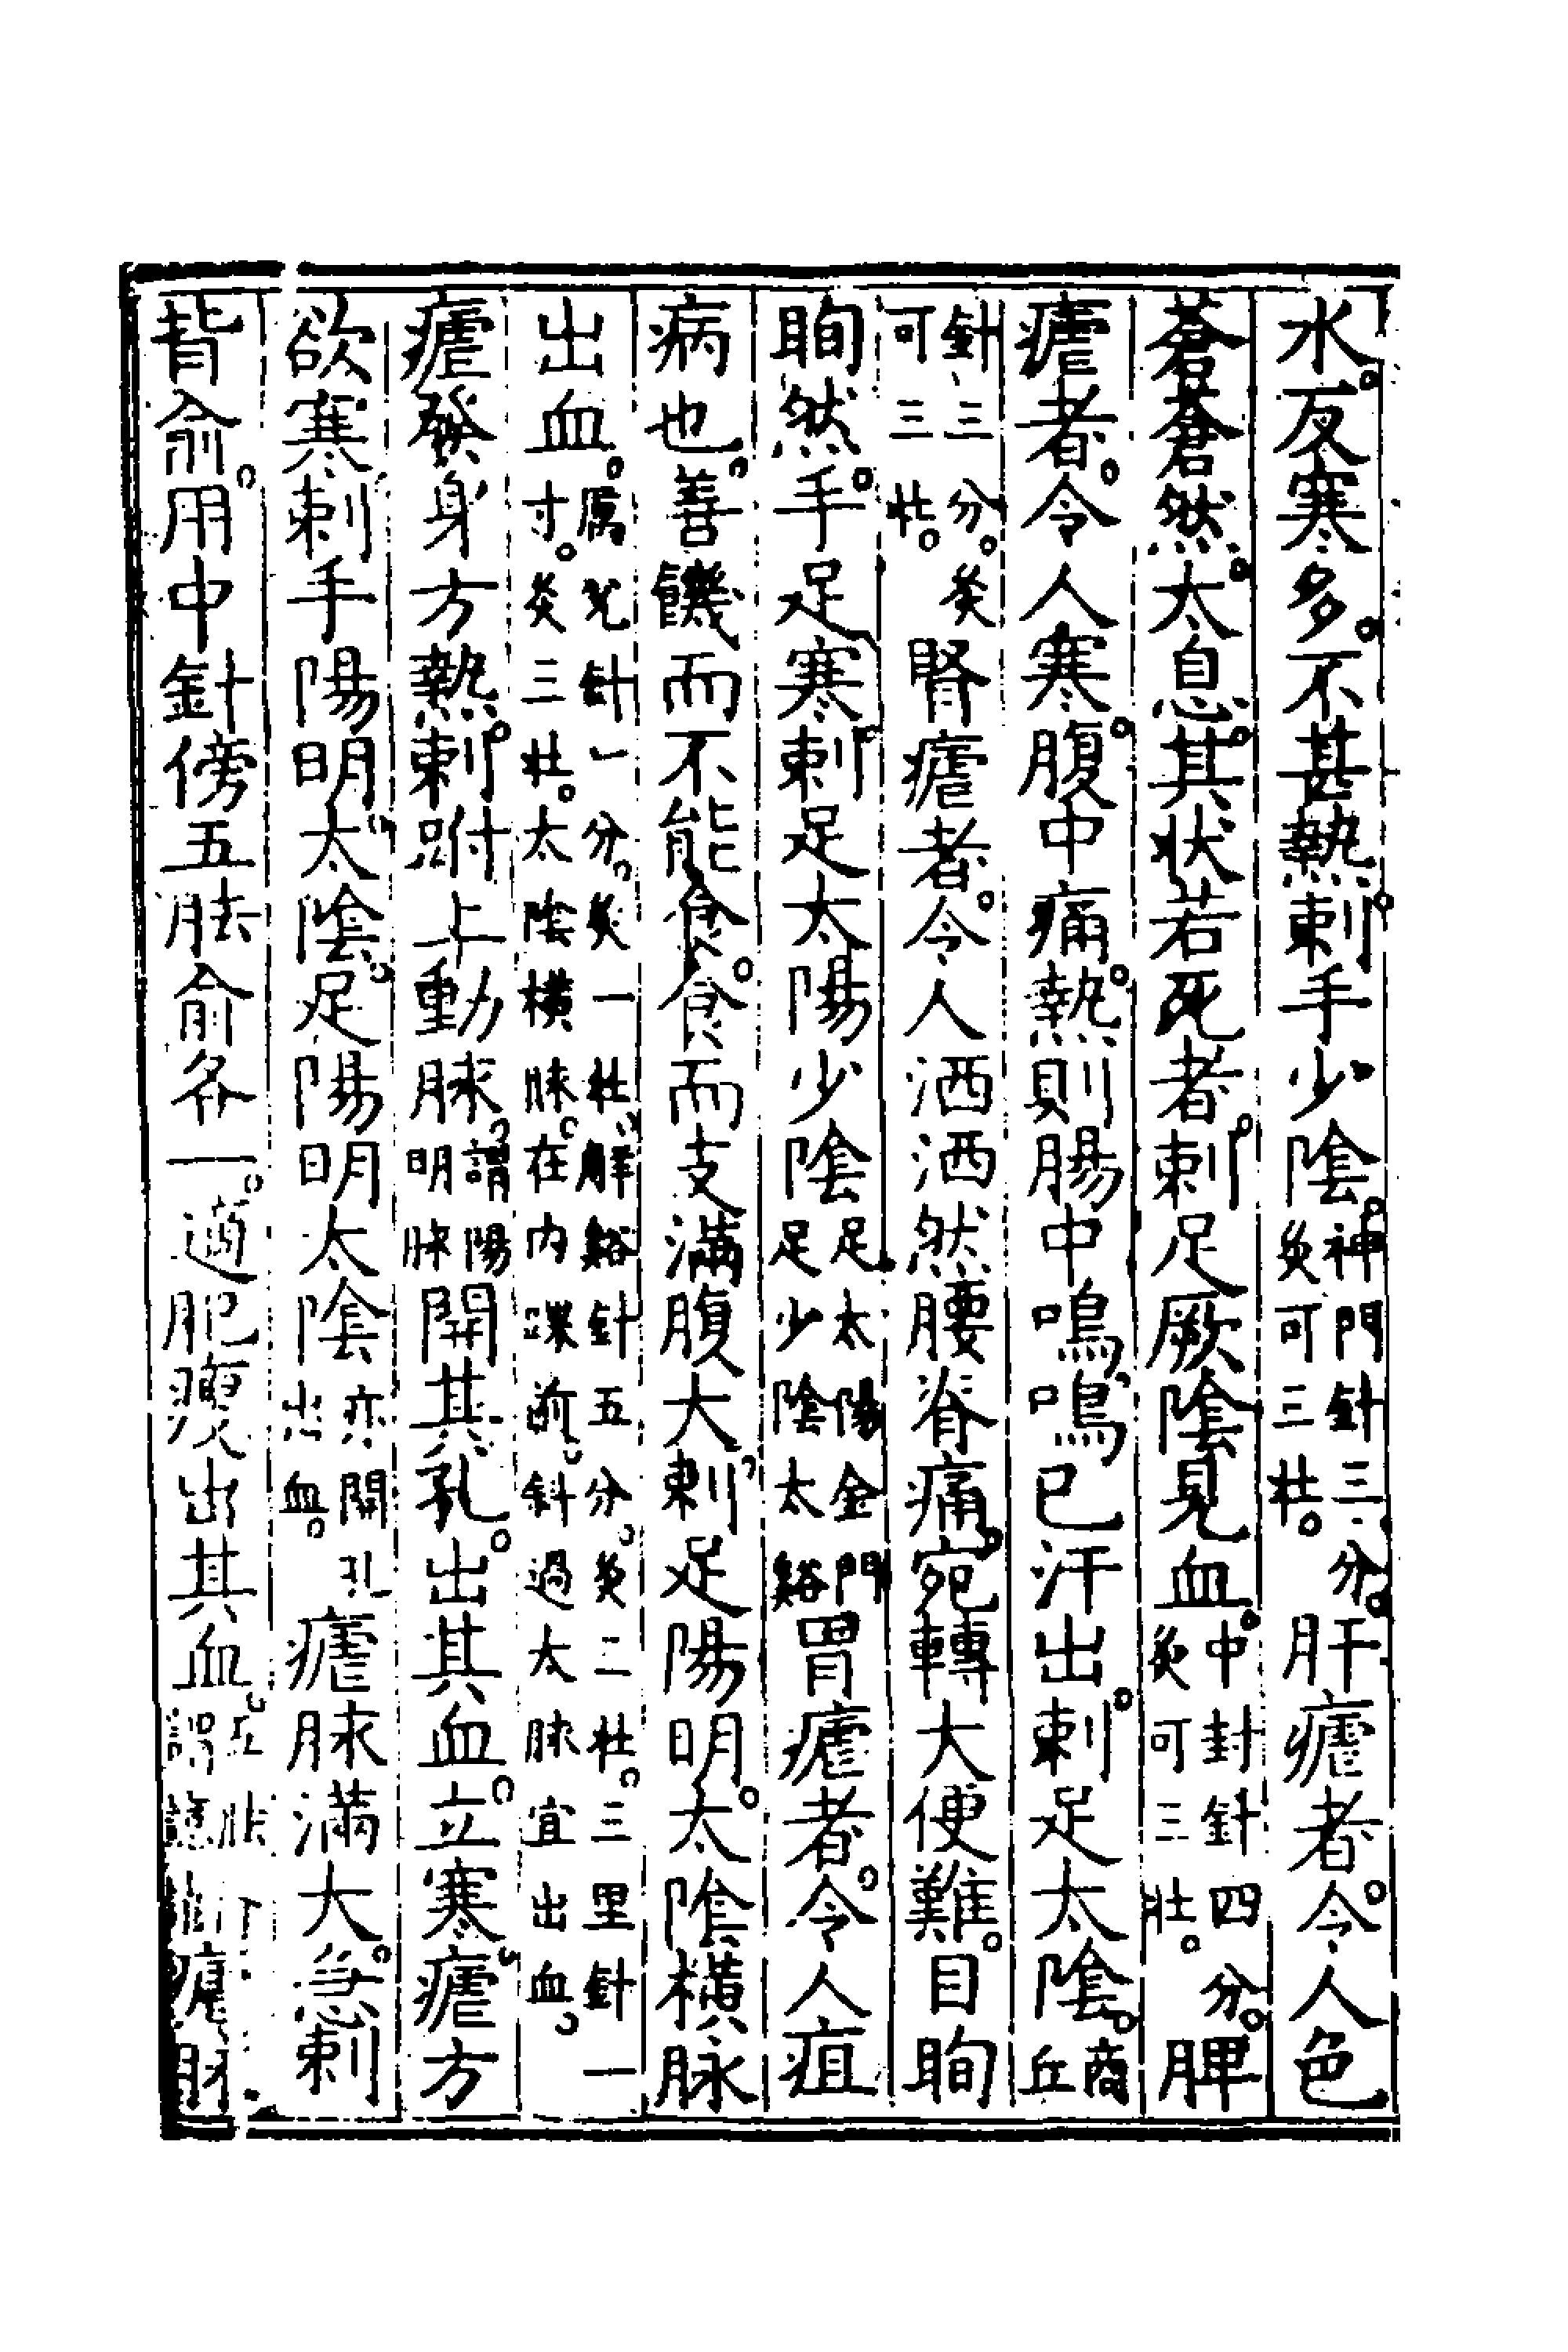 水。反寒多。不甚熱。刺手少陰。神門針三分。灸可三壯。肝瘧者。令人色
蒼蒼然。太息。其状若死者。刺足厥陰見血。中封針四分。灸可三壯。脾
瘧者。令人寒。腹中痛。熱則腸中鳴。鳴已汗出。刺足太陰。商丘
針三分。灸可三壯。腎瘧者。令人洒洒然腰脊痛。宛轉大便難。目眴
眴然。手足寒。刺足太陽少陰足太陽金門足少陰太谿胃瘧者。令人疽
病也。善饑而不能食。食而支滿腹大。刺足陽明。太陰橫脉
出血。厲兌針一分。灸一壯。解谿針五分。灸二壯。三里針一寸。灸三壯。太陰橫脉。在内踝前。斜過大脉宜出血。
瘧發身方熱。刺跗上動脉。謂陽明脉開其孔。出其血。立寒。瘧方
欲寒。刺手陽明太陰。足陽明太陰亦開孔出血。瘧脉滿大。急刺
背俞。用中針傍五胠俞各一。適肥瘦出其血。